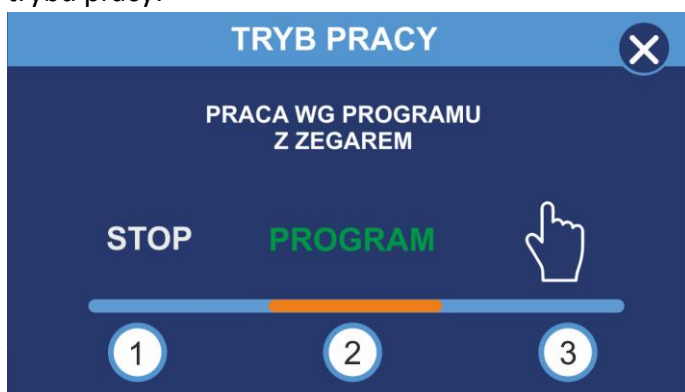 TRYB PRACY
PRACA WG PROGRAMU
Z ZEGAREM
STOP PROGRAM
1 2 3